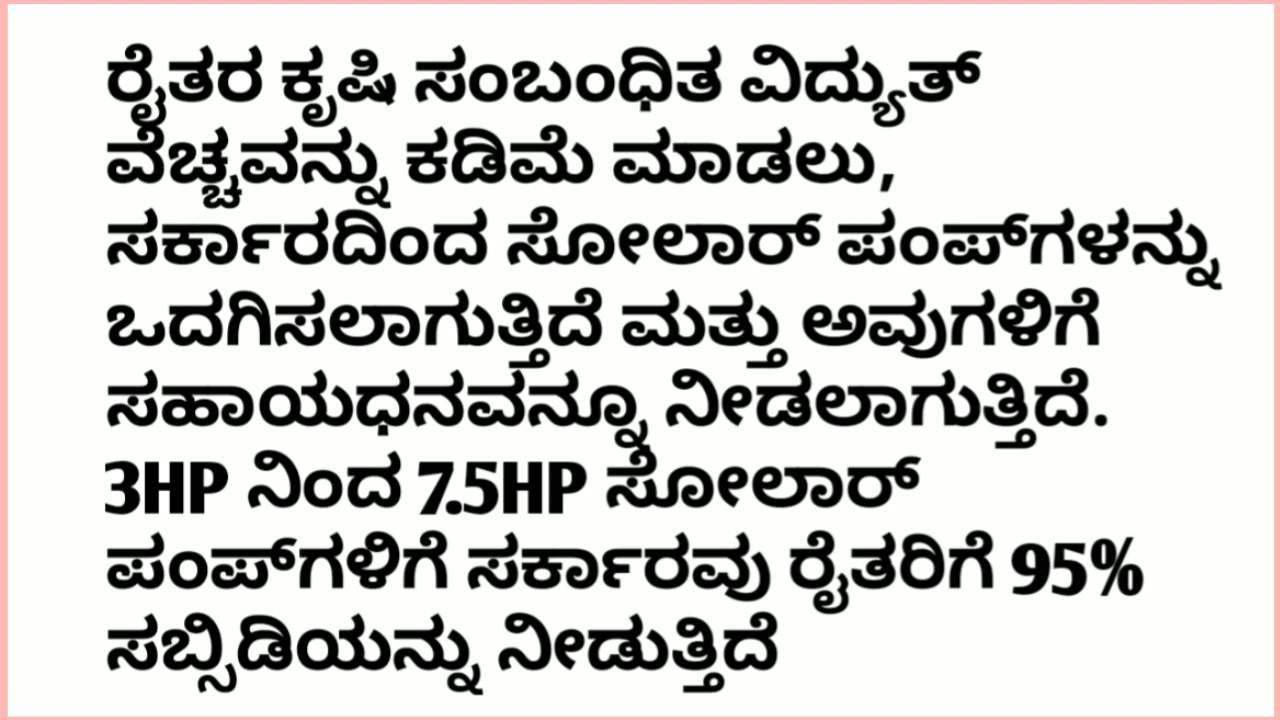 ರೈತರ ಕೃಷಿ ಸಂಬಂಧಿತ ವಿದ್ಯುತ್
ವೆಚ್ಚವನ್ನು ಕಡಿಮೆ ಮಾಡಲು,
ಸರ್ಕಾರದಿಂದ ಸೋಲಾರ್ ಪಂಪ್‌ಗಳನ್ನು
ಒದಗಿಸಲಾಗುತ್ತಿದೆ ಮತ್ತು ಅವುಗಳಿಗೆ
ಸಹಾಯಧನವನ್ನೂ ನೀಡಲಾಗುತ್ತಿದೆ.
3HP ನಿಂದ 7.5HP ಸೋಲಾರ್
ಪಂಪ್‌ಗಳಿಗೆ ಸರ್ಕಾರವು ರೈತರಿಗೆ 95%
ಸಬ್ಸಿಡಿಯನ್ನು ನೀಡುತ್ತಿದೆ